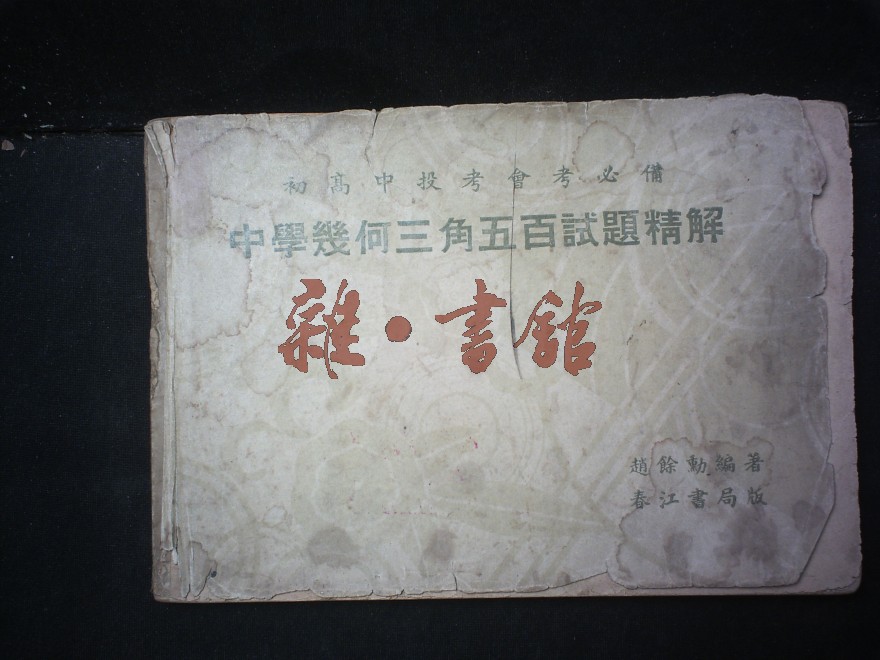 初高中投考會考必備
中學幾何三角五百試題精解
雜·書館
趙餘勳編著
春江書局版